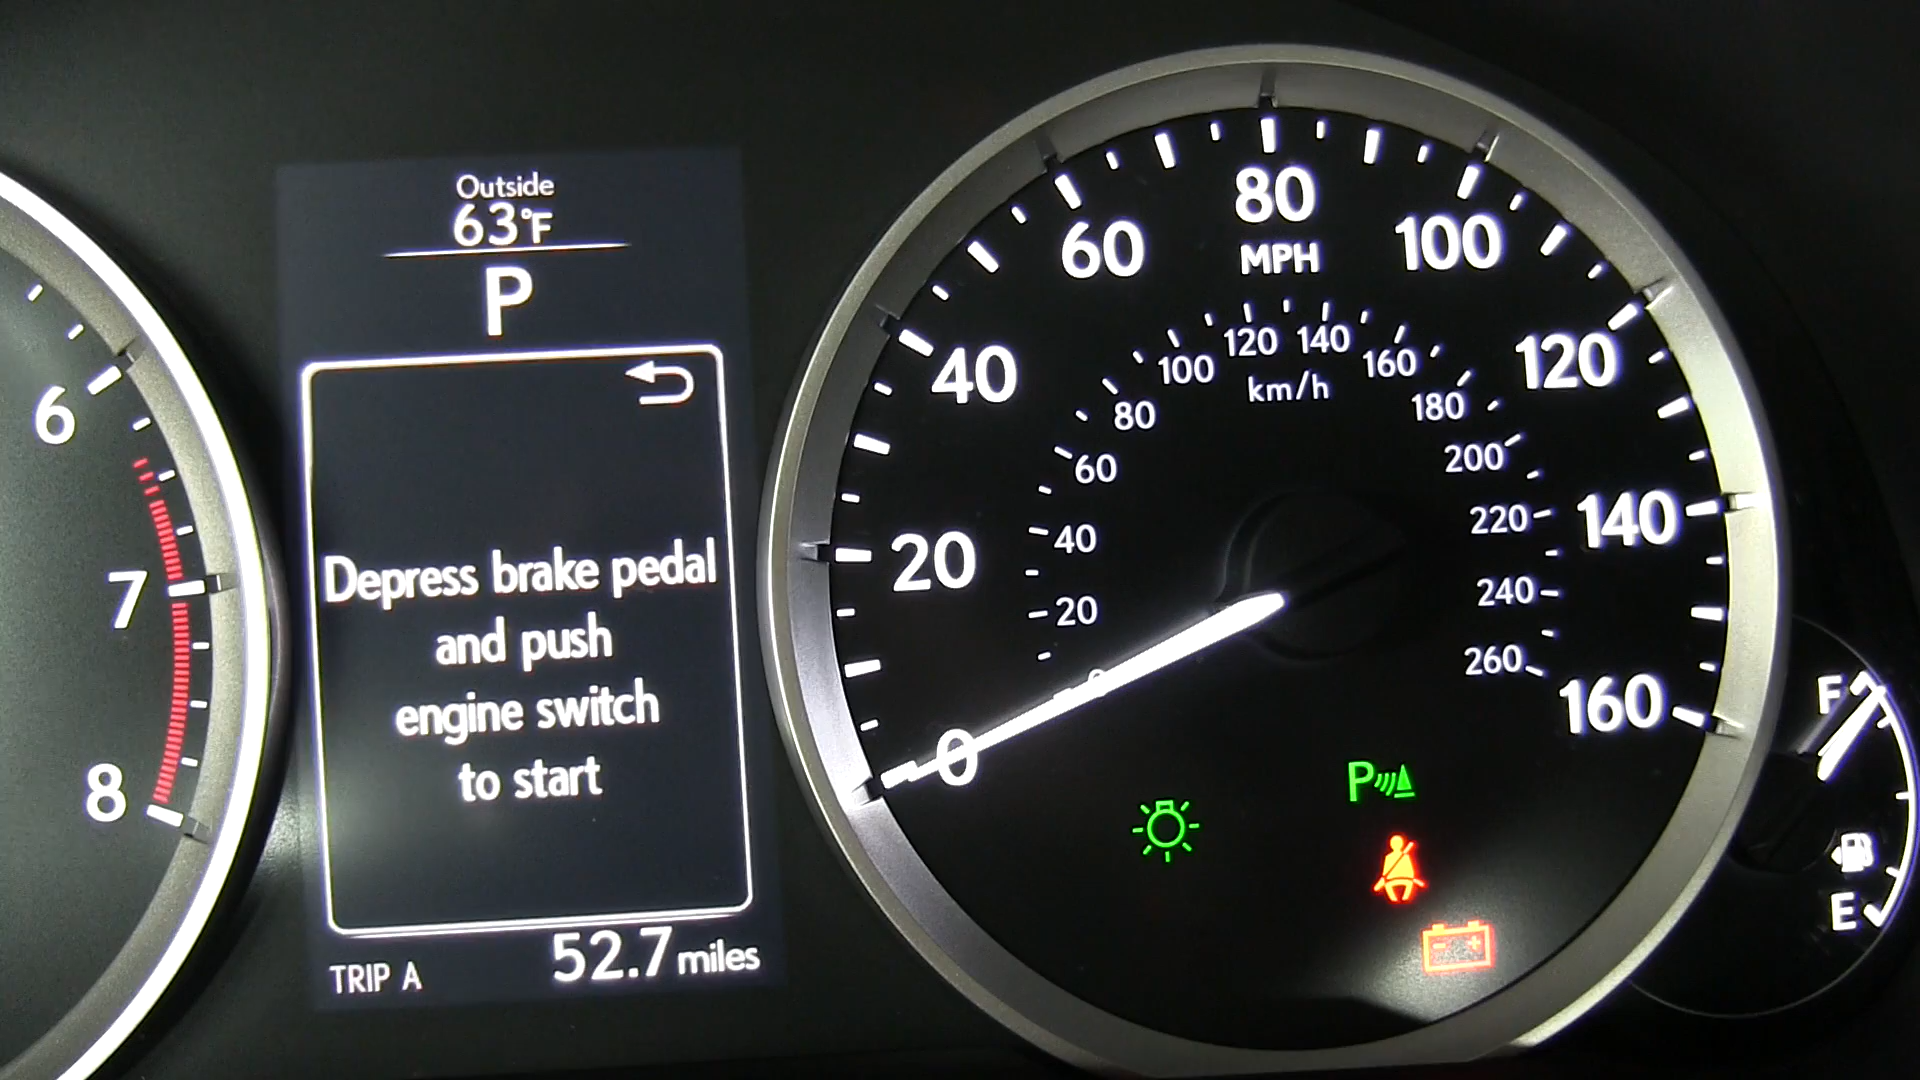 Outside
63°F
P
Depress brake pedal
and push
engine switch
to start
TRIP A 52.7 miles
6
7
8
0
20
40
60
80
100
120
140
160
MPH
0
20
40
60
80
100
120
140
160
180
200
220
240
260
km/h
P
- +
F
E